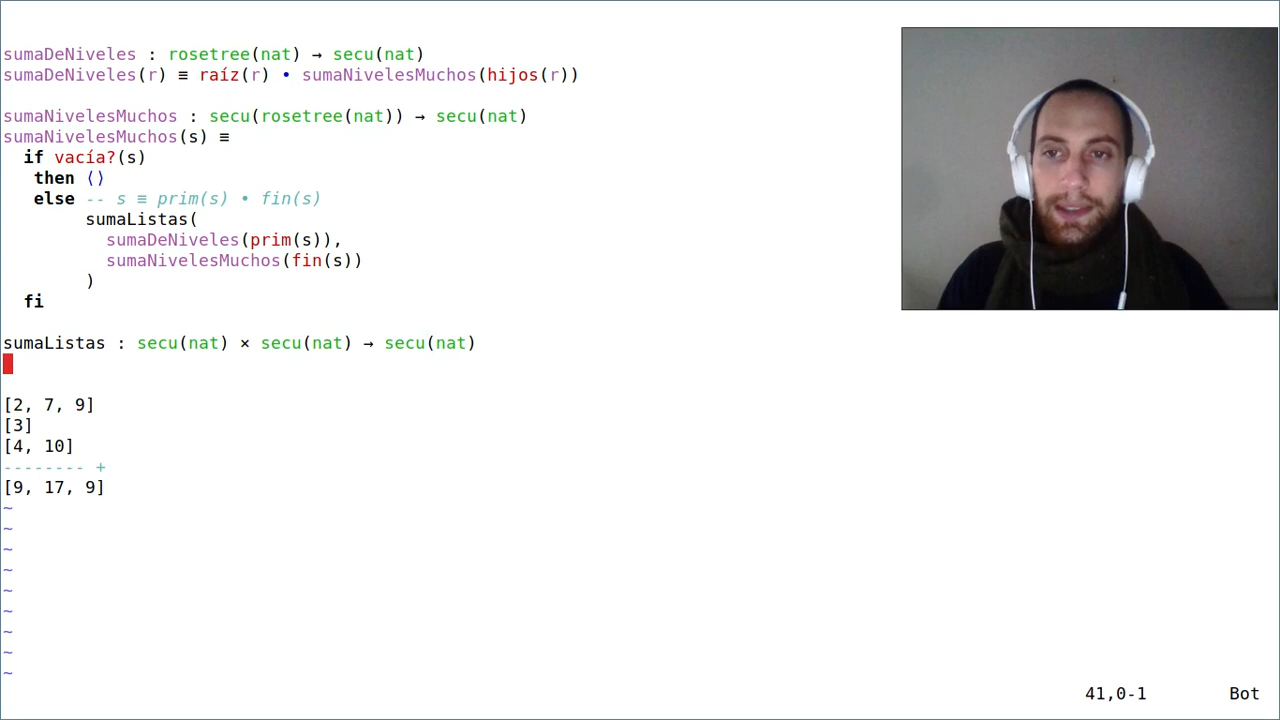 sumaDeNiveles : rosetree(nat) → secu(nat)
sumaDeNiveles(r) ≡ raíz(r) • sumaNivelesMuchos(hijos(r))
sumaNivelesMuchos : secu(rosetree(nat)) → secu(nat)
sumaNivelesMuchos(s) ≡
if vacía?(s)
then ⟨⟩
else -- s ≡ prim(s) • fin(s)
sumaListas(
sumaDeNiveles(prim(s)),
sumaNivelesMuchos(fin(s))
)
fi
sumaListas : secu(nat) × secu(nat) → secu(nat)
[2, 7, 9]
[3]
[4, 10]
-------- +
[9, 17, 9]
~
~
~
~
~
~
~
~
~
41,0-1 Bot